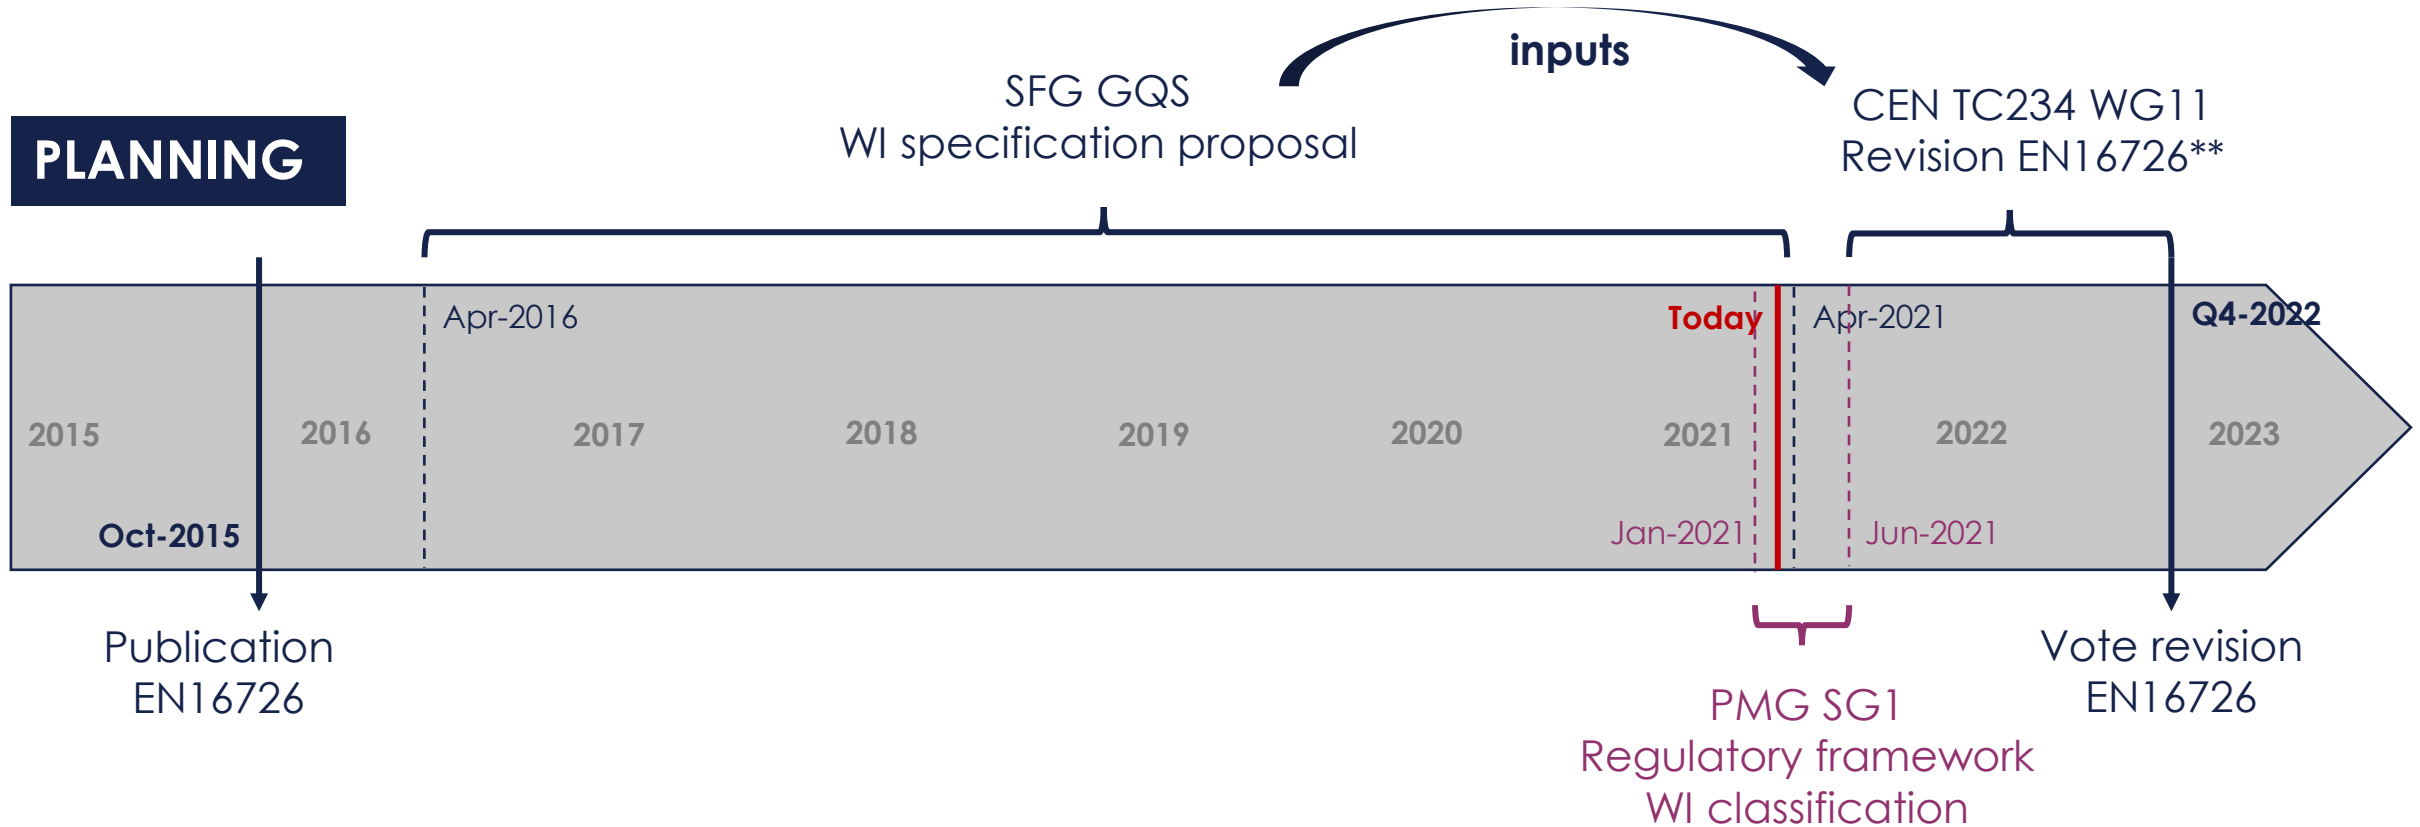 inputs
SFG GQS
WI specification proposal
CEN TC234 WG11
Revision EN16726**
PLANNING
Apr-2016
Today
Apr-2021
Q4-2022
2015
2016
2017
2018
2019
2020
2021
2022
2023
Oct-2015
Jan-2021
Jun-2021
Publication
EN16726
Vote revision
EN16726
PMG SG1
Regulatory framework
WI classification